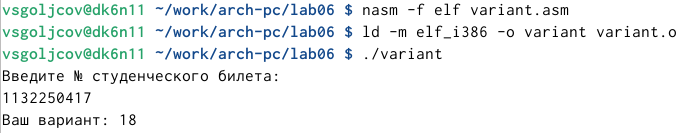 vsgoljcov@dk6n11 ~/work/arch-pc/lab06 $ nasm -f elf variant.asm
vsgoljcov@dk6n11 ~/work/arch-pc/lab06 $ ld -m elf_i386 -o variant variant.o
vsgoljcov@dk6n11 ~/work/arch-pc/lab06 $ ./variant
Введите № студенческого билета:
1132250417
Ваш вариант: 18